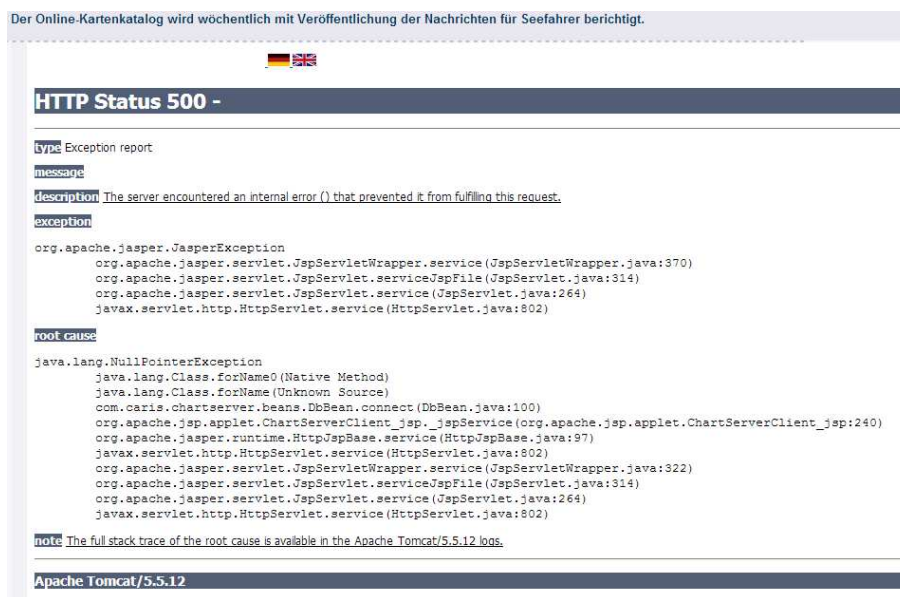 Der Online-Kartenkatalog wird wöchentlich mit Veröffentlichung der Nachrichten für Seefahrer berichtigt.
HTTP Status 500 -
type Exception report
message
description The server encountered an internal error () that prevented it from fulfilling this request.
exception
org.apache.jasper.JasperException
org.apache.jasper.servlet.JspServletWrapper.service(JspServletWrapper.java:370)
org.apache.jasper.servlet.JspServlet.serviceJspFile(JspServlet.java:314)
org.apache.jasper.servlet.JspServlet.service(JspServlet.java:264)
javax.servlet.http.HttpServlet.service(HttpServlet.java:802)
root cause
java.lang.NullPointerException
java.lang.Class.forName0(Native Method)
java.lang.Class.forName(Unknown Source)
com.caris.chartserver.beans.DbBean.connect(DbBean.java:100)
org.apache.jsp.applet.ChartServerClient_jsp._jspService(org.apache.jsp.applet.ChartServerClient_jsp:240)
org.apache.jasper.runtime.HttpJspBase.service(HttpJspBase.java:97)
javax.servlet.http.HttpServlet.service(HttpServlet.java:802)
org.apache.jasper.servlet.JspServletWrapper.service(JspServletWrapper.java:322)
org.apache.jasper.servlet.JspServlet.serviceJspFile(JspServlet.java:314)
org.apache.jasper.servlet.JspServlet.service(JspServlet.java:264)
javax.servlet.http.HttpServlet.service(HttpServlet.java:802)
note The full stack trace of the root cause is available in the Apache Tomcat/5.5.12 logs.
Apache Tomcat/5.5.12